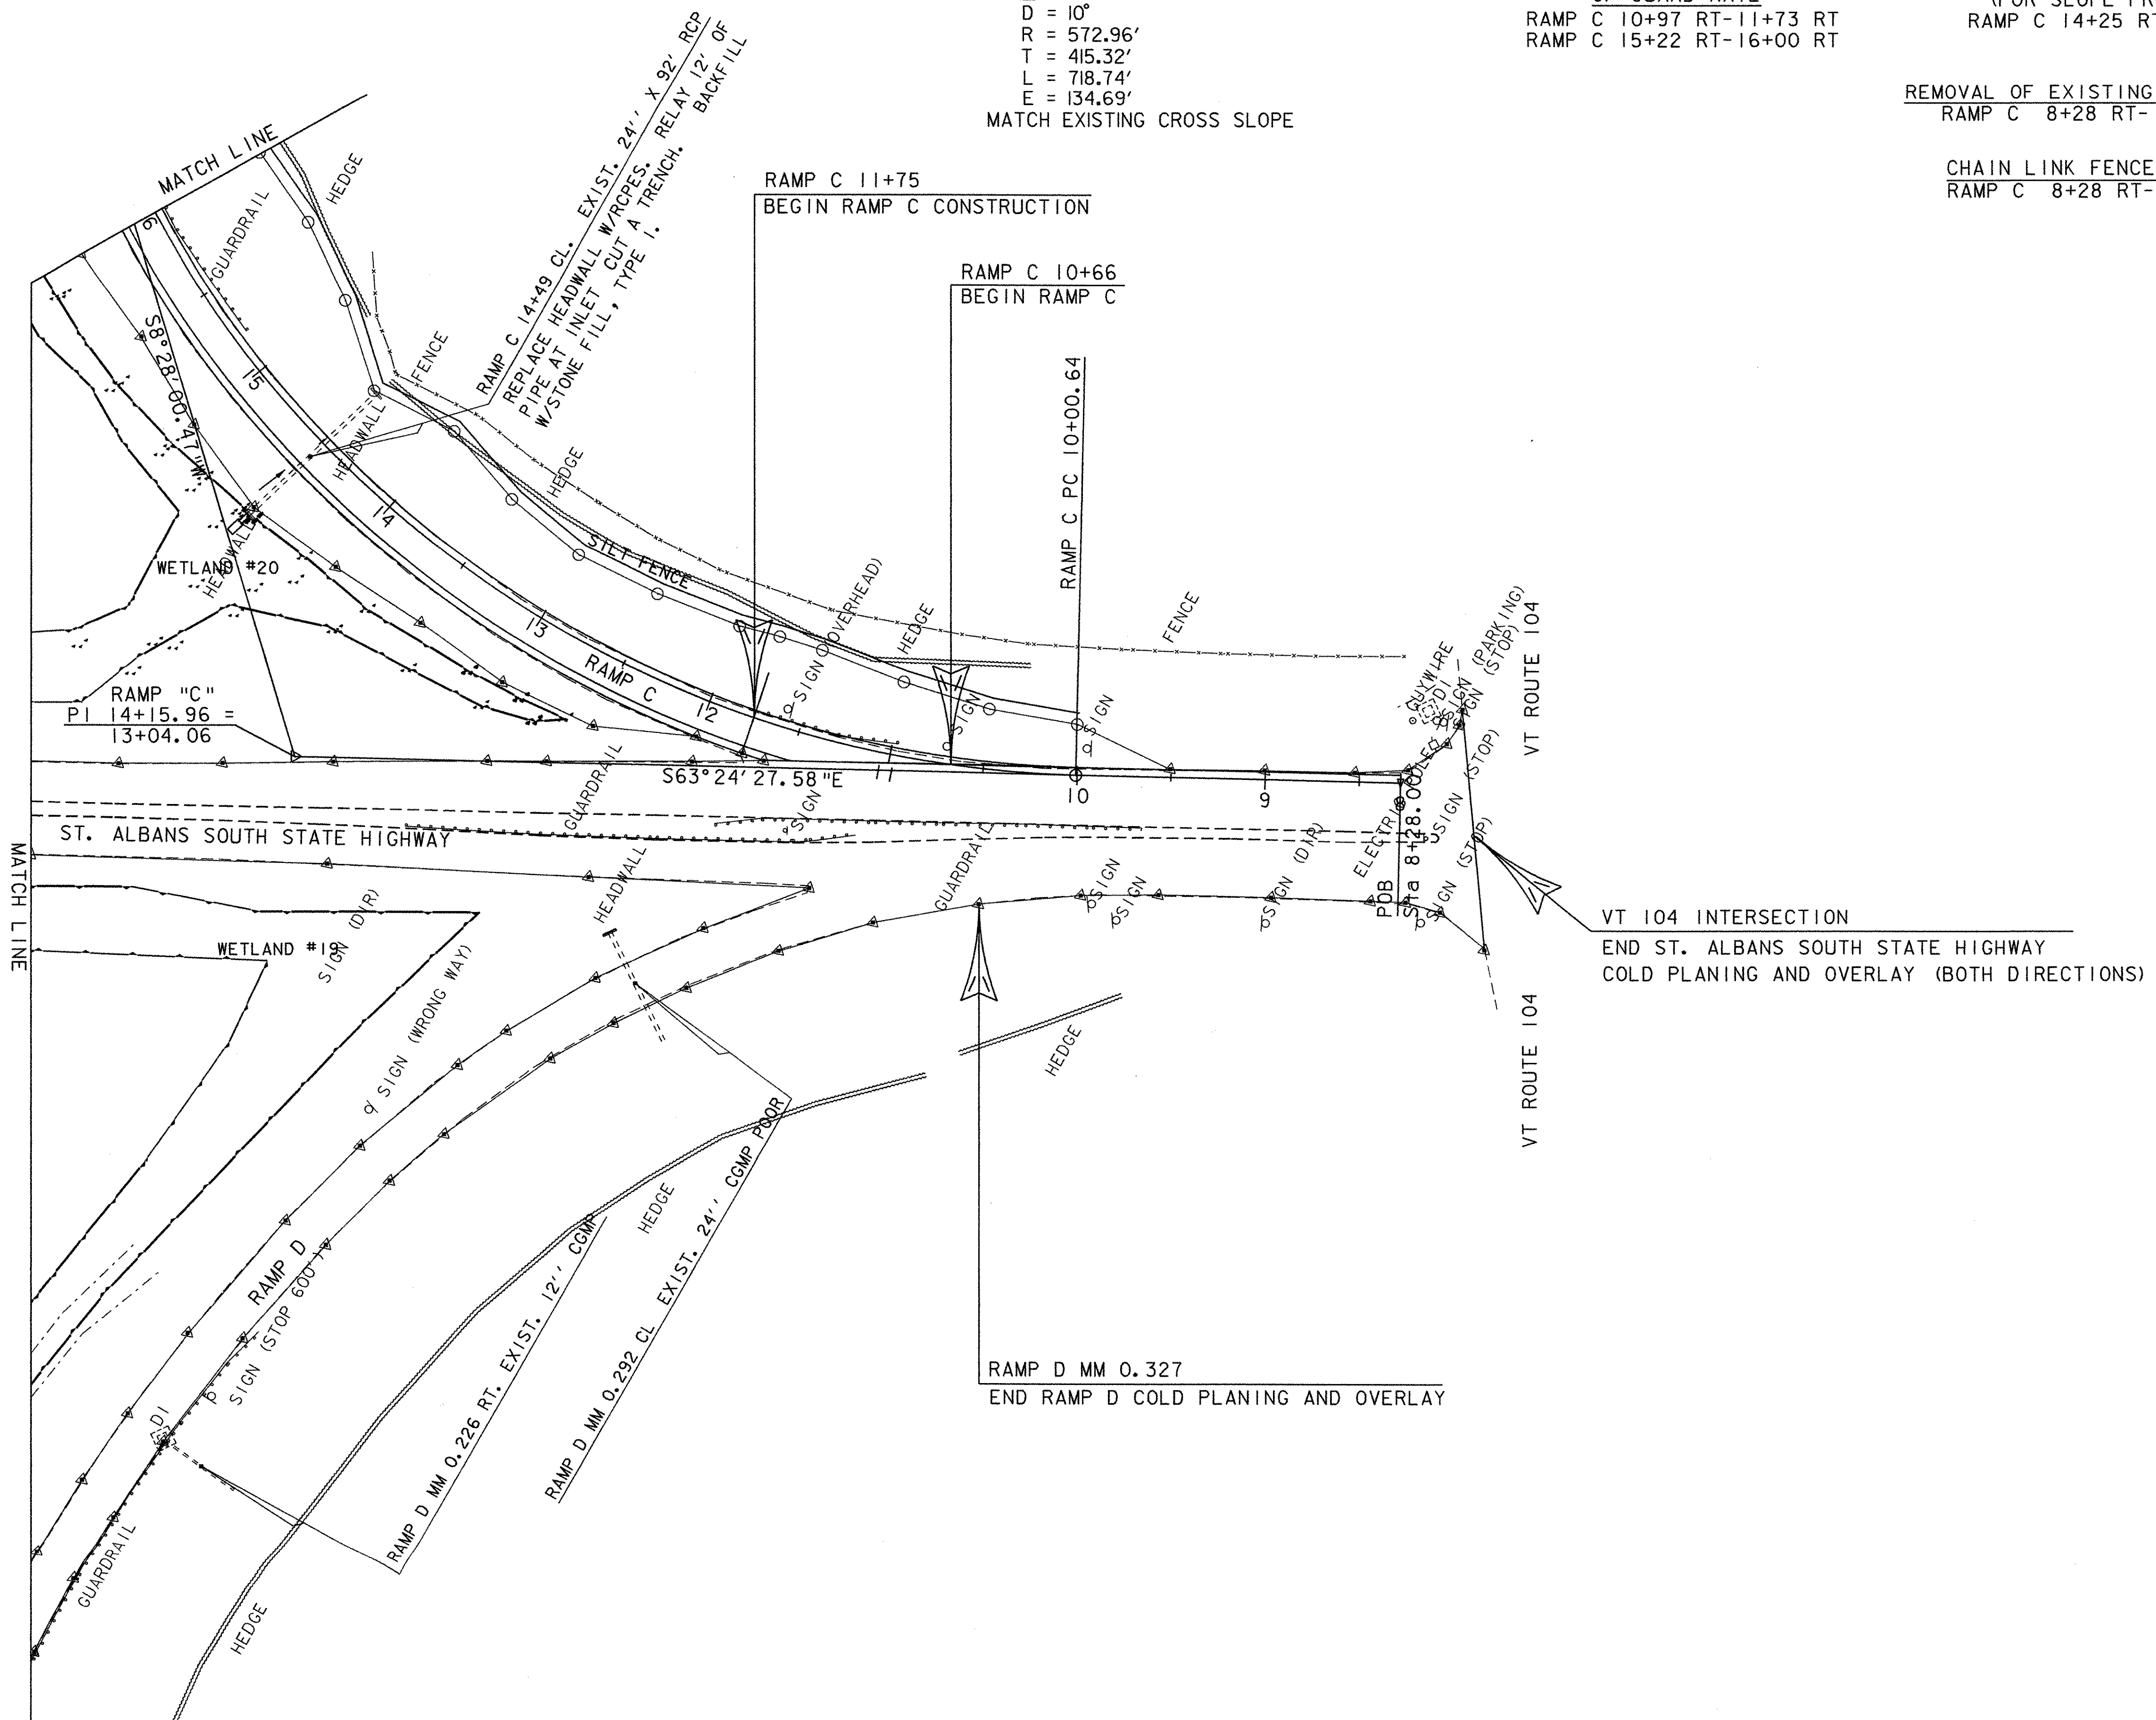 D = 10°
R = 572.96'
T = 415.32'
L = 718.74'
E = 134.69'
MATCH EXISTING CROSS SLOPE
RAMP C 10+97 RT-11+73 RT
RAMP C 15+22 RT-16+00 RT
RAMP C 14+25 RT
REMOVAL OF EXISTING
RAMP C 8+28 RT-
CHAIN LINK FENCE
RAMP C 8+28 RT-
MATCH LINE
HEDGE
GUARDRAIL
RAMP C 14+49 CL. EXIST. 24'' X 92' RCP
REPLACE HEADWALL W/RCPES. RELAY 12' OF
PIPE AT INLET CUT A TRENCH. BACKFILL
W/STONE FILL, TYPE I.
RAMP C 11+75
BEGIN RAMP C CONSTRUCTION
RAMP C 10+66
BEGIN RAMP C
RAMP C PC 10+00.64
6
15
14
13
12
11
10
9
S8°28'00.47"W
FENCE
HEADWALL
HEDGE
SILT FENCE
HEADWALL
WETLAND #20
SIGN (OVERHEAD)
HEDGE
FENCE
RAMP C
SIGN
SIGN
GUYWIRE
DI
SIGN (PARKING)
SIGN (STOP)
VT ROUTE 104
RAMP "C"
PI 14+15.96 =
13+04.06
S63°24'27.58"E
GUARDRAIL
SIGN
ELECTRIC POLE
POB
Sta 8+28.00
SIGN (STOP)
SIGN (STOP)
ST. ALBANS SOUTH STATE HIGHWAY
MATCH LINE
HEADWALL
GUARDRAIL
SIGN
SIGN
SIGN (DIR)
SIGN (DIR)
WETLAND #19
SIGN (WRONG WAY)
VT 104 INTERSECTION
END ST. ALBANS SOUTH STATE HIGHWAY
COLD PLANING AND OVERLAY (BOTH DIRECTIONS)
VT ROUTE 104
HEDGE
HEDGE
RAMP D
SIGN (STOP 600')
DI
GUARDRAIL
HEDGE
RAMP D MM 0.226 RT. EXIST. 12'' CGMP
RAMP D MM 0.292 CL EXIST. 24'' CGMP POOR
RAMP D MM 0.327
END RAMP D COLD PLANING AND OVERLAY